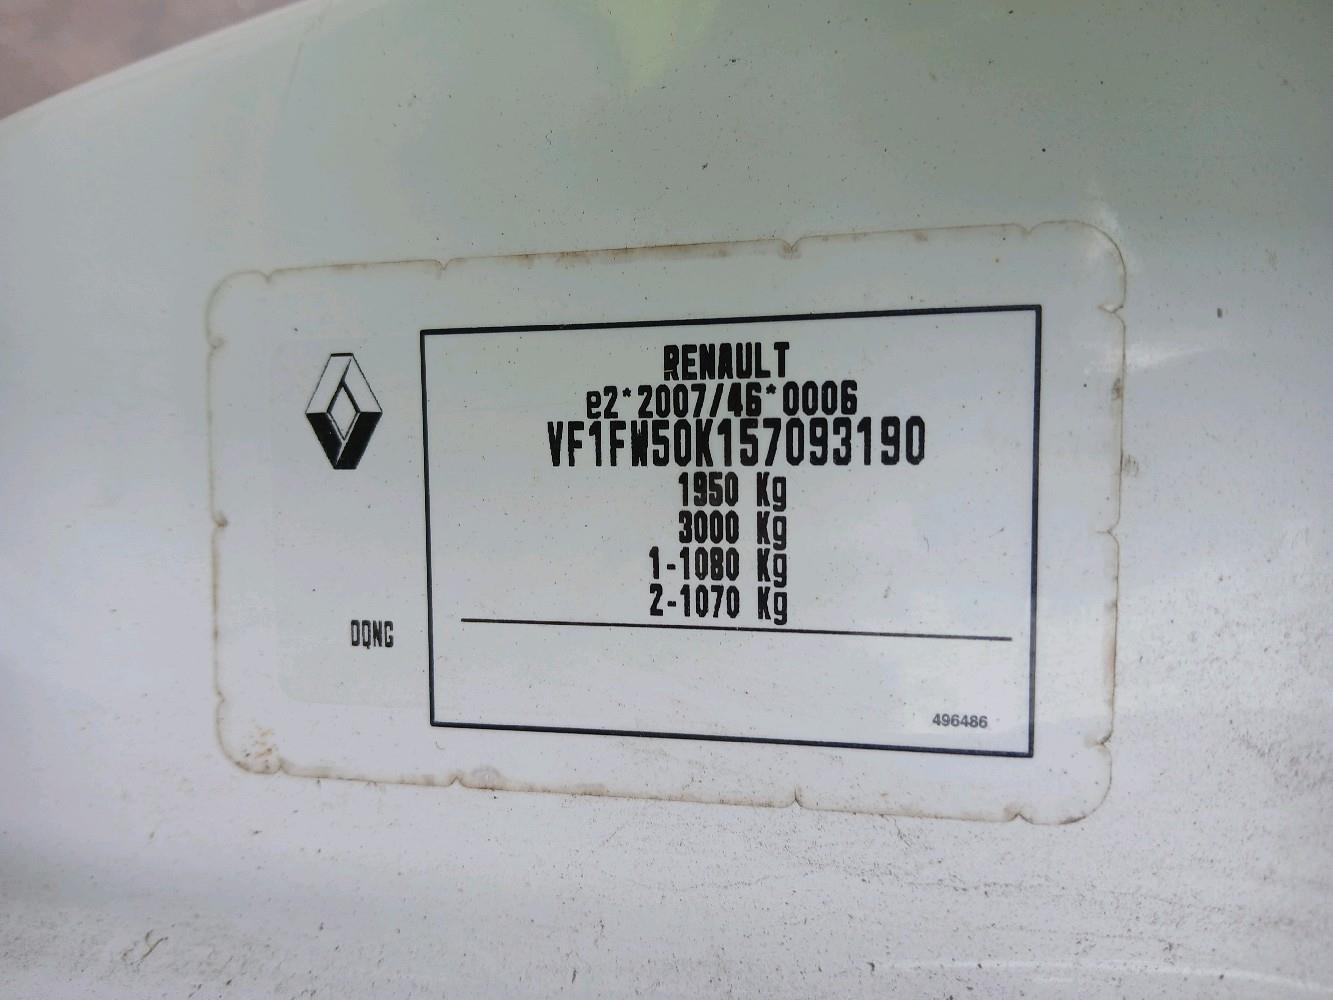 RENAULT
e2*2007/46*0006
VF1FW50K157093190
1950 Kg
3000 Kg
1-1080 Kg
2-1070 Kg
DQNG
496486